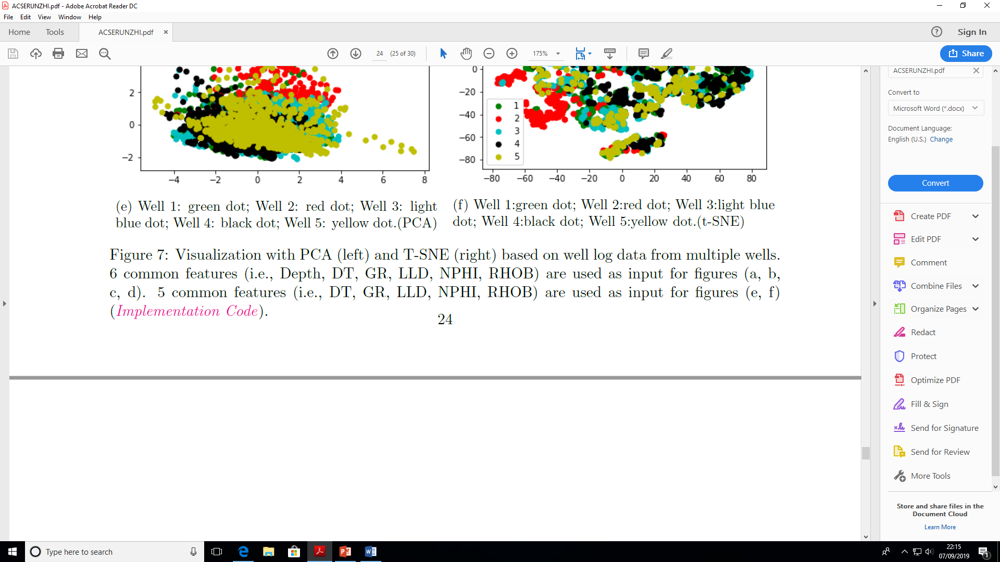 ACSERUNZHI.pdf - Adobe Acrobat Reader DC
File Edit View Window Help
Home Tools ACSERUNZHI.pdf × Sign In
24 (25 of 30) 175% Share
2
0
−2
−4 −2 0 2 4 6 8
0
−20
−40
−60
−80
1
2
3
4
5
−80 −60 −40 −20 0 20 40 60 80
(e) Well 1: green dot; Well 2: red dot; Well 3: light
blue dot; Well 4: black dot; Well 5: yellow dot.(PCA)
(f) Well 1:green dot; Well 2:red dot; Well 3:light blue
dot; Well 4:black dot; Well 5:yellow dot.(t-SNE)
Figure 7: Visualization with PCA (left) and T-SNE (right) based on well log data from multiple wells.
6 common features (i.e., Depth, DT, GR, LLD, NPHI, RHOB) are used as input for figures (a, b,
c, d). 5 common features (i.e., DT, GR, LLD, NPHI, RHOB) are used as input for figures (e, f)
(Implementation Code).
24
ACSERUNZHI.pdf
Convert to
Microsoft Word (*.docx)
Document Language:
English (U.S.) Change
Convert
Create PDF
Edit PDF
Comment
Combine Files
Organize Pages
Redact
Protect
Optimize PDF
Fill & Sign
Send for Signature
Send for Review
More Tools
Store and share files in the
Document Cloud
Learn More
Type here to search
22:15
07/09/2019
1